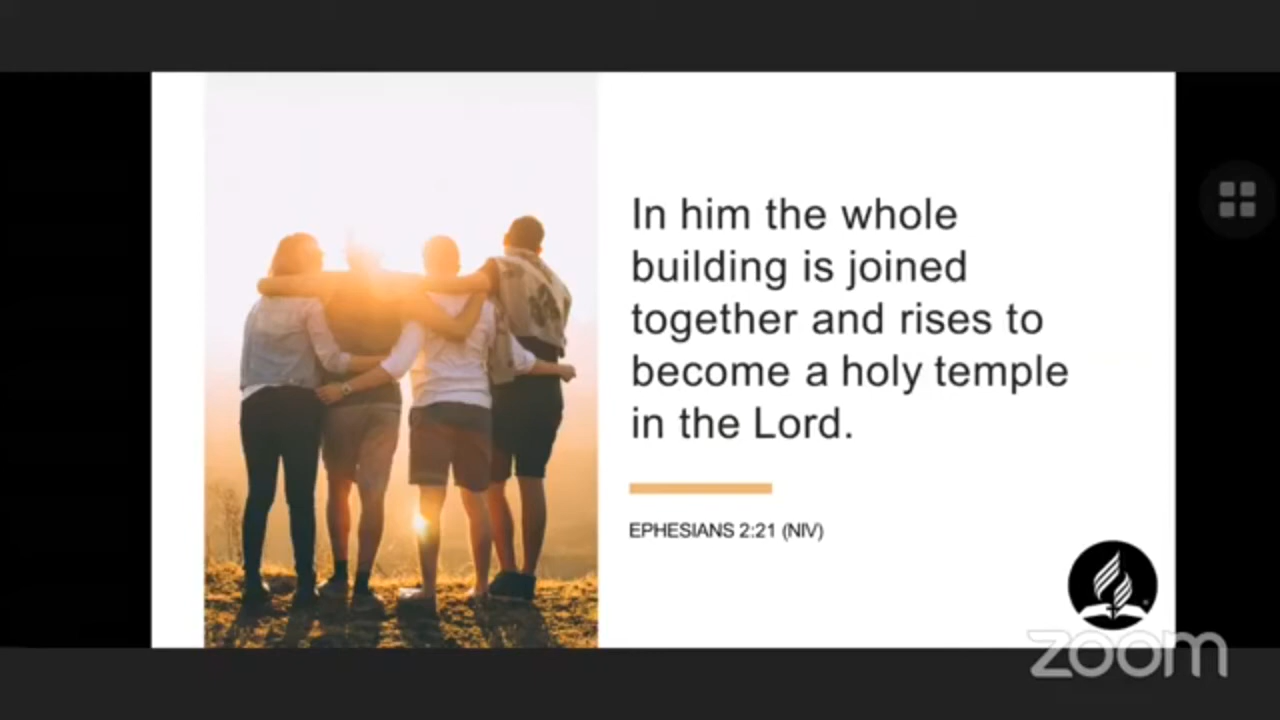 In him the whole
building is joined
together and rises to
become a holy temple
in the Lord.
EPHESIANS 2:21 (NIV)
zoom